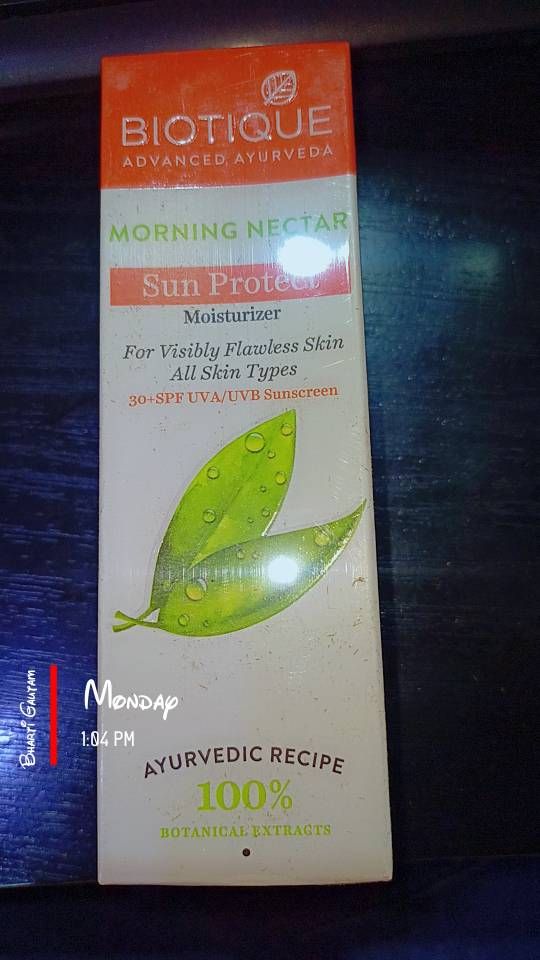 BIOTIQUE
ADVANCED AYURVEDA
MORNING NECTAR
Sun Protect
Moisturizer
For Visibly Flawless Skin
All Skin Types
30+SPF UVA/UVB Sunscreen
Bharti Gautam
Monday
1:04 PM
AYURVEDIC RECIPE
100%
BOTANICAL EXTRACTS